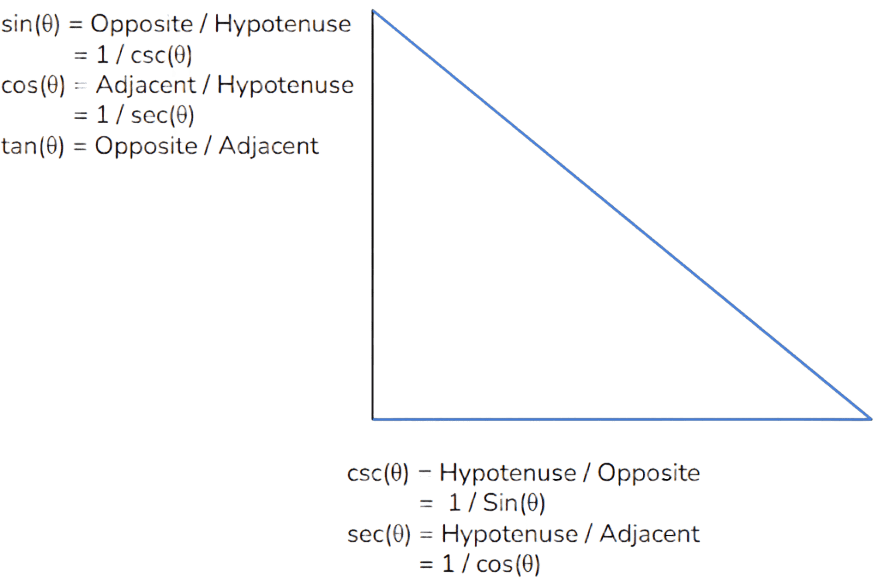 sin(θ) = Opposite / Hypotenuse
= 1 / csc(θ)
cos(θ) = Adjacent / Hypotenuse
= 1 / sec(θ)
tan(θ) = Opposite / Adjacent
csc(θ) − Hypotenuse / Opposite
= 1 / Sin(θ)
sec(θ) = Hypotenuse / Adjacent
= 1 / cos(θ)